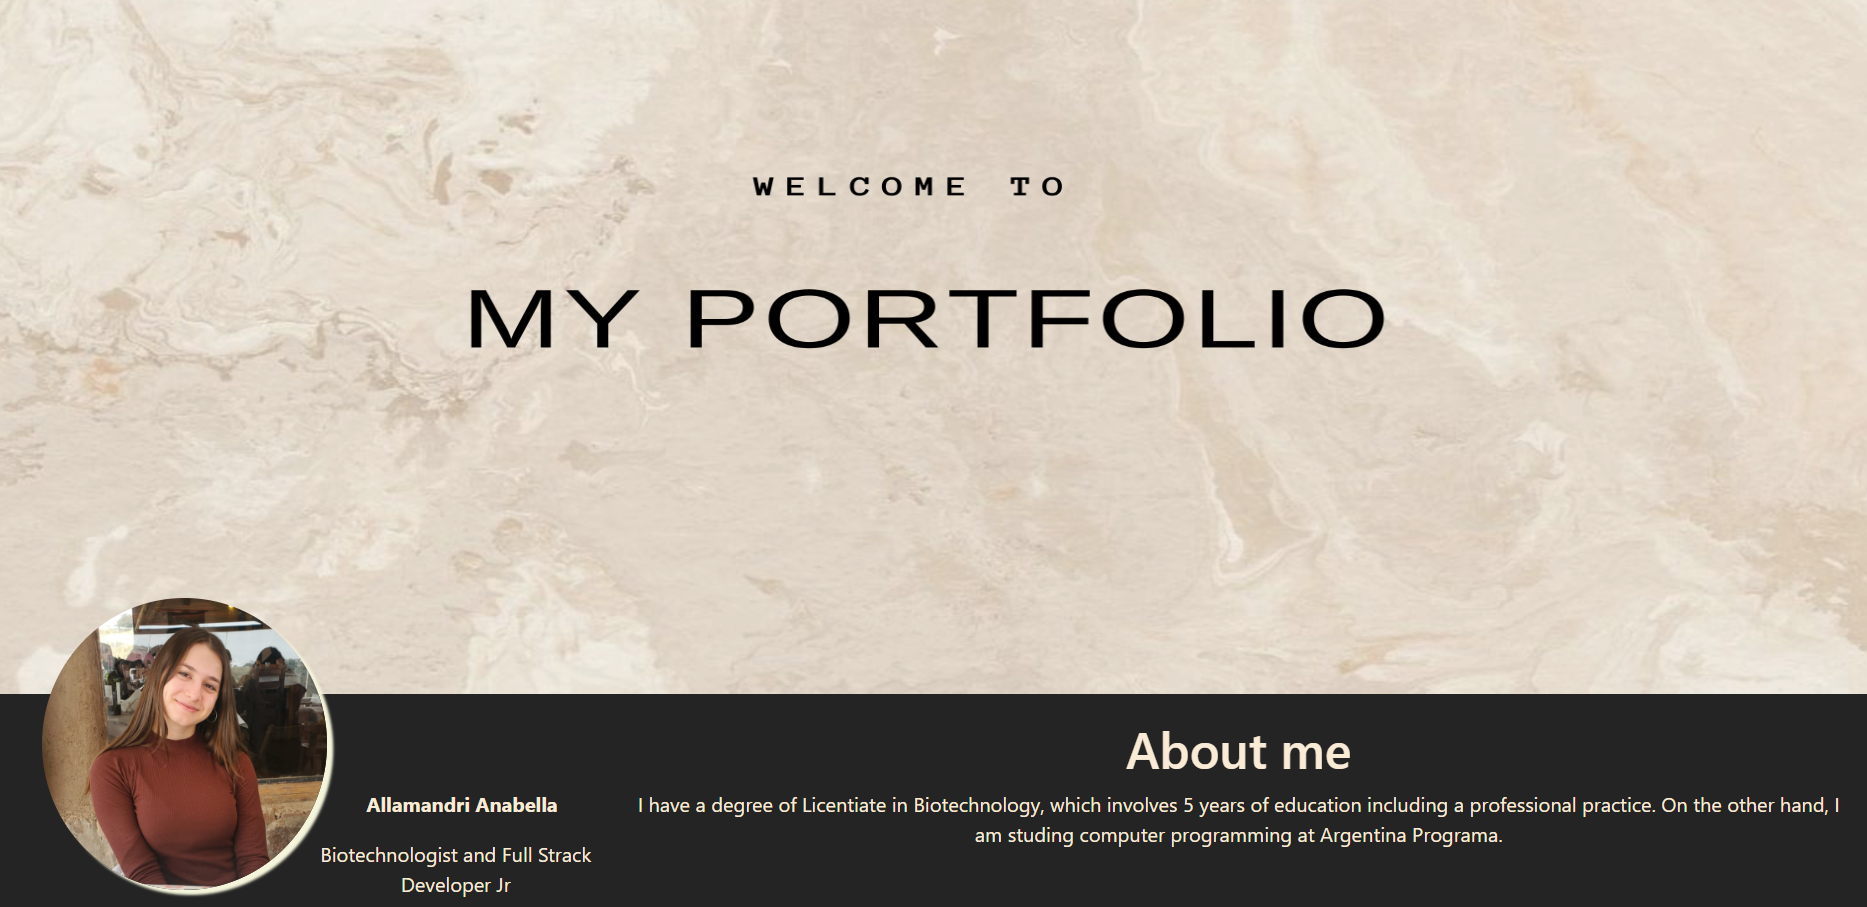 WELCOME TO
MY PORTFOLIO
About me
Allamandri Anabella
I have a degree of Licentiate in Biotechnology, which involves 5 years of education including a professional practice. On the other hand, I
am studing computer programming at Argentina Programa.
Biotechnologist and Full Strack
Developer Jr